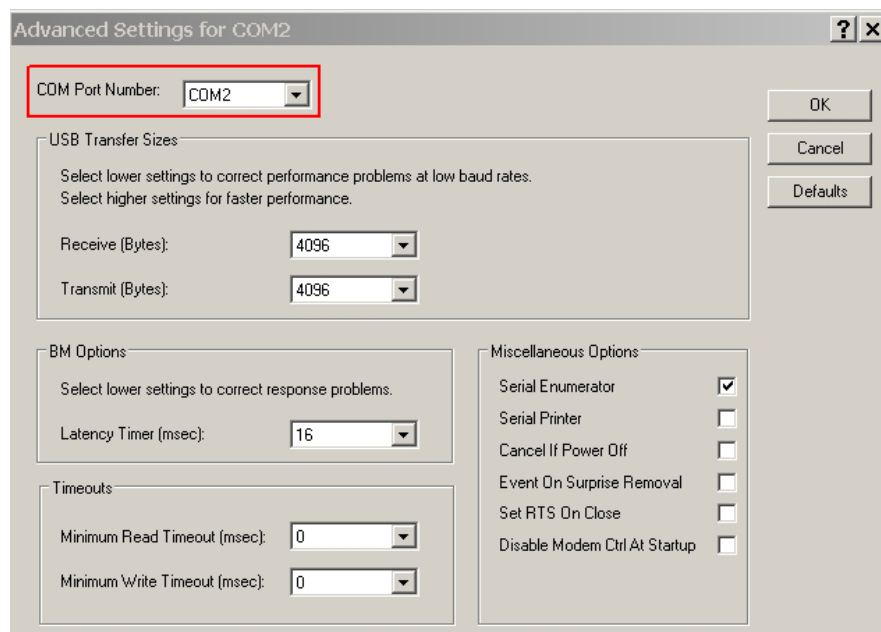 Advanced Settings for COM2
?
COM Port Number: COM2
OK
Cancel
Defaults
USB Transfer Sizes
Select lower settings to correct performance problems at low baud rates.
Select higher settings for faster performance.
Receive (Bytes): 4096
Transmit (Bytes): 4096
BM Options
Select lower settings to correct response problems.
Latency Timer (msec): 16
Timeouts
Minimum Read Timeout (msec): 0
Minimum Write Timeout (msec): 0
Miscellaneous Options
Serial Enumerator
Serial Printer
Cancel If Power Off
Event On Surprise Removal
Set RTS On Close
Disable Modem Ctrl At Startup